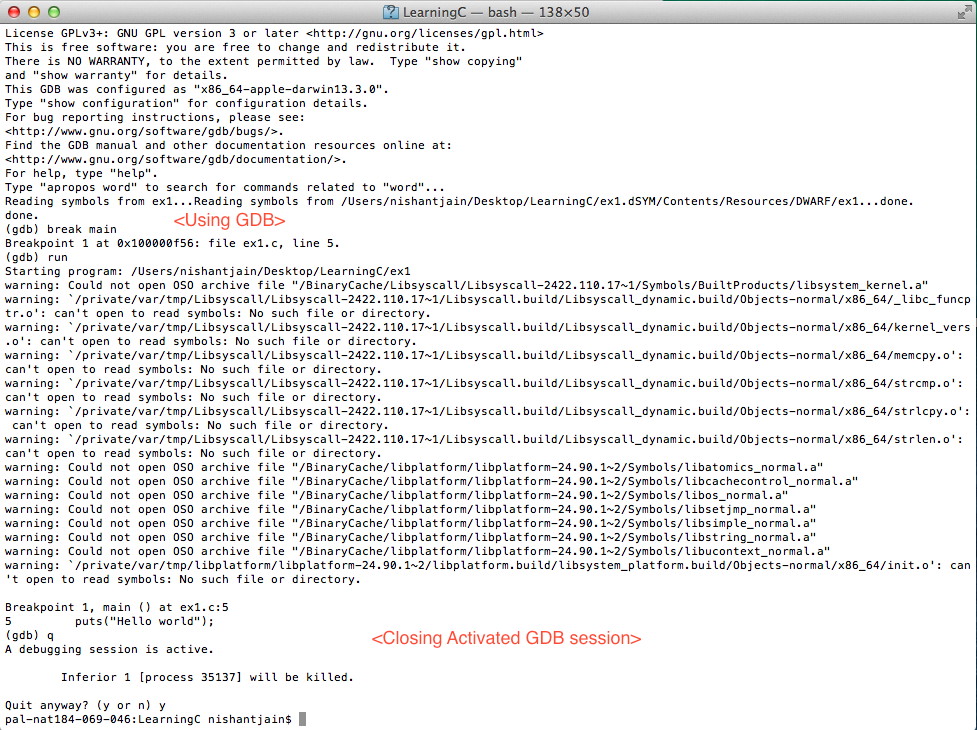 LearningC — bash — 138×50
License GPLv3+: GNU GPL version 3 or later <http://gnu.org/licenses/gpl.html>
This is free software: you are free to change and redistribute it.
There is NO WARRANTY, to the extent permitted by law.  Type "show copying"
and "show warranty" for details.
This GDB was configured as "x86_64-apple-darwin13.3.0".
Type "show configuration" for configuration details.
For bug reporting instructions, please see:
<http://www.gnu.org/software/gdb/bugs/>.
Find the GDB manual and other documentation resources online at:
<http://www.gnu.org/software/gdb/documentation/>.
For help, type "help".
Type "apropos word" to search for commands related to "word"...
Reading symbols from ex1...Reading symbols from /Users/nishantjain/Desktop/LearningC/ex1.dSYM/Contents/Resources/DWARF/ex1...done.
done.
<Using GDB>
(gdb) break main
Breakpoint 1 at 0x100000f56: file ex1.c, line 5.
(gdb) run
Starting program: /Users/nishantjain/Desktop/LearningC/ex1
warning: Could not open OSO archive file "/BinaryCache/Libsyscall/Libsyscall-2422.110.17~1/Symbols/BuiltProducts/libsystem_kernel.a"
warning: `/private/var/tmp/Libsyscall/Libsyscall-2422.110.17~1/Libsyscall.build/Libsyscall_dynamic.build/Objects-normal/x86_64/_libc_funcp
tr.o': can't open to read symbols: No such file or directory.
warning: `/private/var/tmp/Libsyscall/Libsyscall-2422.110.17~1/Libsyscall.build/Libsyscall_dynamic.build/Objects-normal/x86_64/kernel_vers
.o': can't open to read symbols: No such file or directory.
warning: `/private/var/tmp/Libsyscall/Libsyscall-2422.110.17~1/Libsyscall.build/Libsyscall_dynamic.build/Objects-normal/x86_64/memcpy.o':
can't open to read symbols: No such file or directory.
warning: `/private/var/tmp/Libsyscall/Libsyscall-2422.110.17~1/Libsyscall.build/Libsyscall_dynamic.build/Objects-normal/x86_64/strcmp.o':
can't open to read symbols: No such file or directory.
warning: `/private/var/tmp/Libsyscall/Libsyscall-2422.110.17~1/Libsyscall.build/Libsyscall_dynamic.build/Objects-normal/x86_64/strlcpy.o':
 can't open to read symbols: No such file or directory.
warning: `/private/var/tmp/Libsyscall/Libsyscall-2422.110.17~1/Libsyscall.build/Libsyscall_dynamic.build/Objects-normal/x86_64/strlen.o':
can't open to read symbols: No such file or directory.
warning: Could not open OSO archive file "/BinaryCache/libplatform/libplatform-24.90.1~2/Symbols/libatomics_normal.a"
warning: Could not open OSO archive file "/BinaryCache/libplatform/libplatform-24.90.1~2/Symbols/libcachecontrol_normal.a"
warning: Could not open OSO archive file "/BinaryCache/libplatform/libplatform-24.90.1~2/Symbols/libos_normal.a"
warning: Could not open OSO archive file "/BinaryCache/libplatform/libplatform-24.90.1~2/Symbols/libsetjmp_normal.a"
warning: Could not open OSO archive file "/BinaryCache/libplatform/libplatform-24.90.1~2/Symbols/libsimple_normal.a"
warning: Could not open OSO archive file "/BinaryCache/libplatform/libplatform-24.90.1~2/Symbols/libstring_normal.a"
warning: Could not open OSO archive file "/BinaryCache/libplatform/libplatform-24.90.1~2/Symbols/libucontext_normal.a"
warning: `/private/var/tmp/libplatform/libplatform-24.90.1~2/libplatform.build/libsystem_platform.build/Objects-normal/x86_64/init.o': can
't open to read symbols: No such file or directory.
Breakpoint 1, main () at ex1.c:5
5         puts("Hello world");
(gdb) q
<Closing Activated GDB session>
A debugging session is active.
        Inferior 1 [process 35137] will be killed.
Quit anyway? (y or n) y
pal-nat184-069-046:LearningC nishantjain$